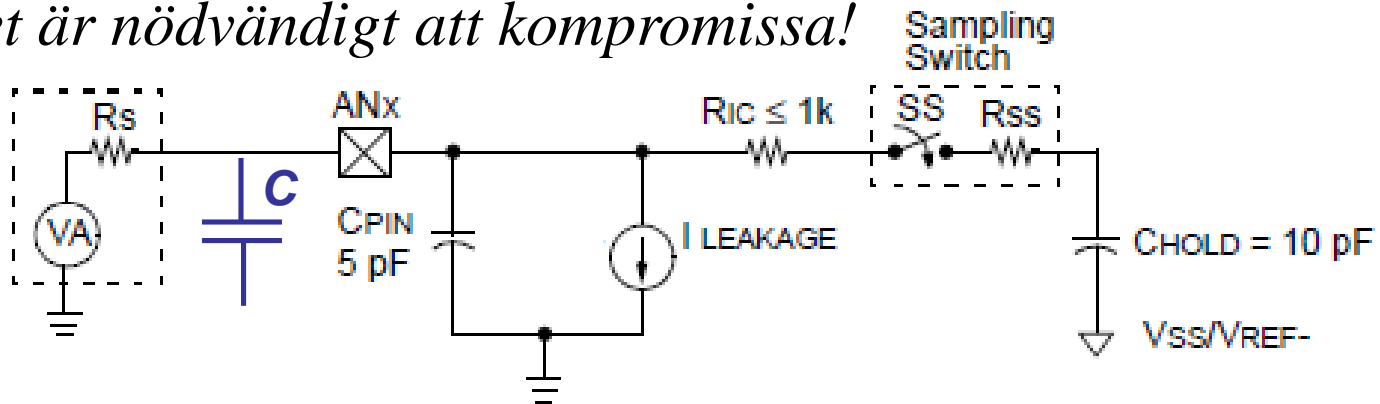 et är nödvändigt att kompromissa!
Sampling
Switch
Rs
ANx
RIC ≤ 1k
SS
RSS
C
VA
CPIN
5 pF
I LEAKAGE
CHOLD = 10 pF
VSS/VREF-